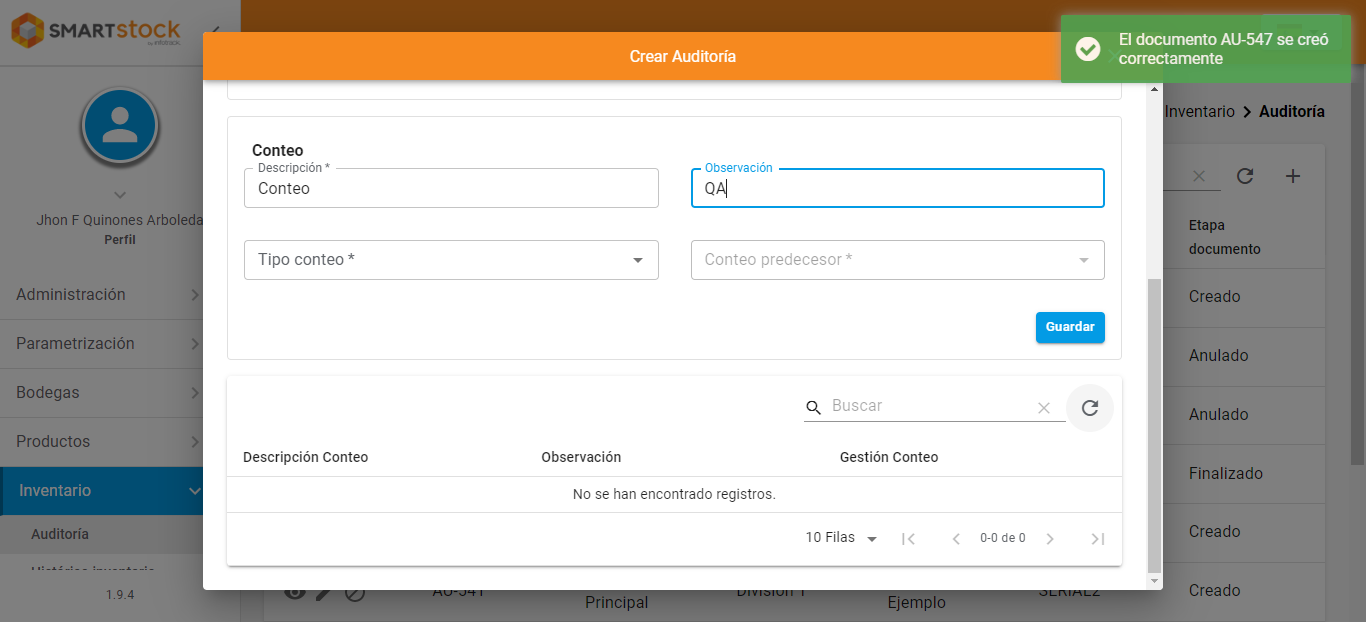 SMARTSTOCK
by infotrack
Crear Auditoría
El documento AU-547 se creó
correctamente
Inventario > Auditoría
Jhon F Quinones Arboleda
Perfil
Administración
Parametrización
Bodegas
Productos
Inventario
Auditoría
Histórico inventario
1.9.4
Conteo
Descripción *
Conteo
Observación
QA
Tipo conteo *
Conteo predecesor *
Guardar
Buscar
Descripción Conteo Observación Gestión Conteo
No se han encontrado registros.
10 Filas 0-0 de 0
Etapa
documento
Creado
Anulado
Anulado
Finalizado
Creado
AU-541 Principal División 1 Ejemplo SERIAL2 Creado